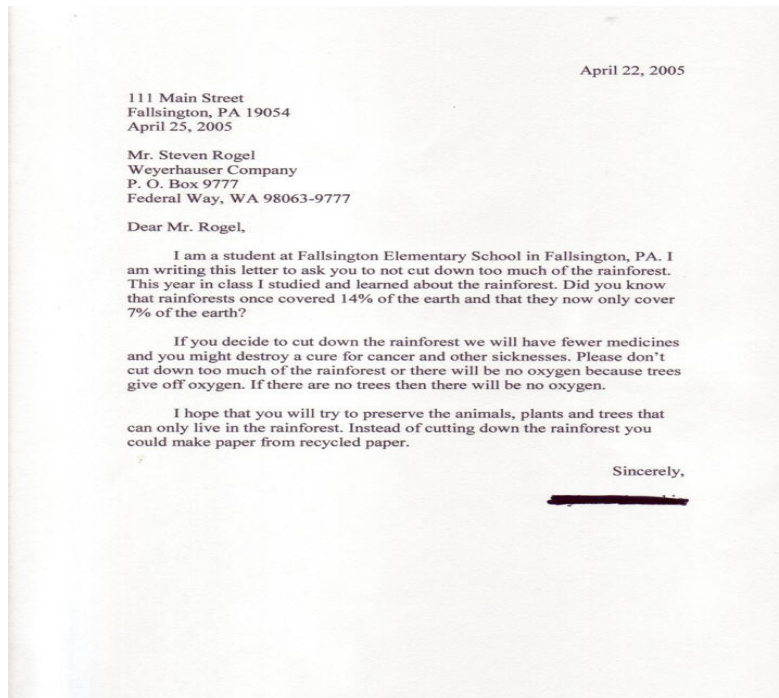 April 22, 2005
111 Main Street
Fallsington, PA 19054
April 25, 2005
Mr. Steven Rogel
Weyerhauser Company
P. O. Box 9777
Federal Way, WA 98063-9777
Dear Mr. Rogel,
I am a student at Fallsington Elementary School in Fallsington, PA. I
am writing this letter to ask you to not cut down too much of the rainforest.
This year in class I studied and learned about the rainforest. Did you know
that rainforests once covered 14% of the earth and that they now only cover
7% of the earth?
If you decide to cut down the rainforest we will have fewer medicines
and you might destroy a cure for cancer and other sicknesses. Please don't
cut down too much of the rainforest or there will be no oxygen because trees
give off oxygen. If there are no trees then there will be no oxygen.
I hope that you will try to preserve the animals, plants and trees that
can only live in the rainforest. Instead of cutting down the rainforest you
could make paper from recycled paper.
Sincerely,